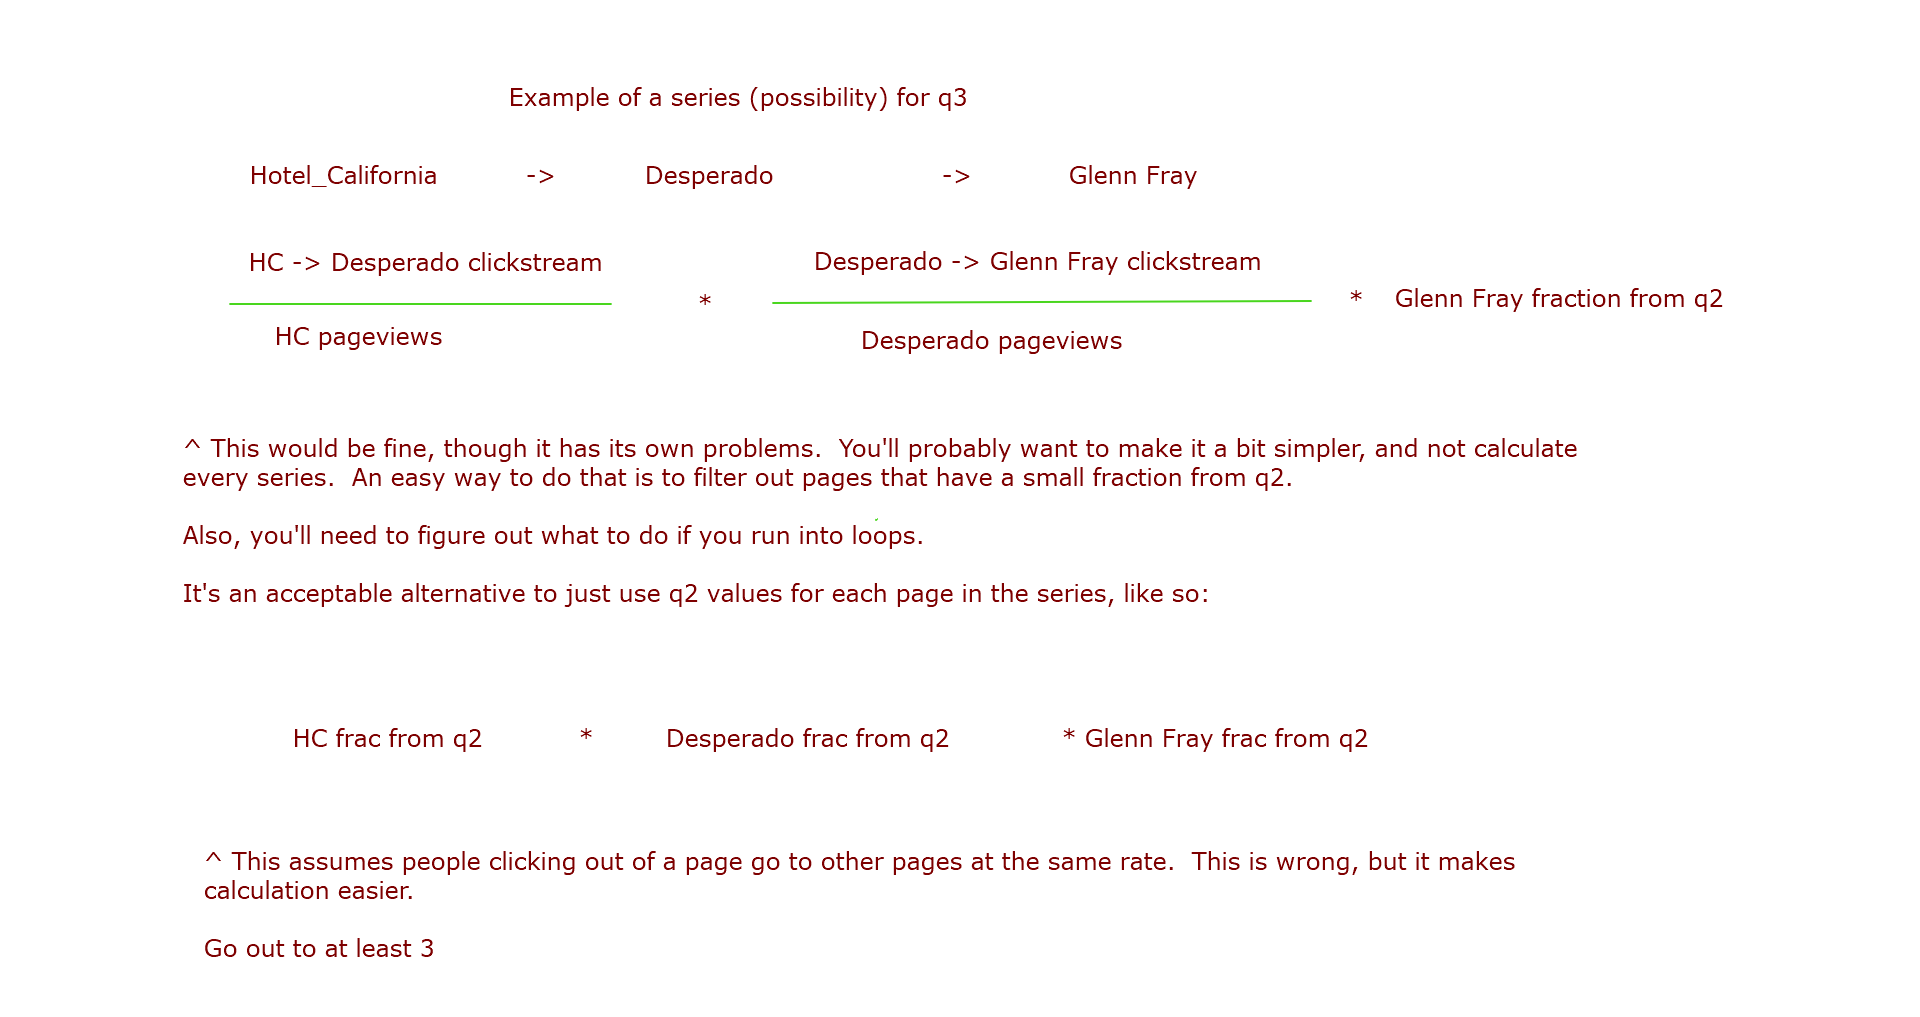 Example of a series (possibility) for q3
Hotel_California -> Desperado -> Glenn Fray
HC -> Desperado clickstream Desperado -> Glenn Fray clickstream
* * Glenn Fray fraction from q2
HC pageviews Desperado pageviews
^ This would be fine, though it has its own problems.  You'll probably want to make it a bit simpler, and not calculate
every series.  An easy way to do that is to filter out pages that have a small fraction from q2.
Also, you'll need to figure out what to do if you run into loops.
It's an acceptable alternative to just use q2 values for each page in the series, like so:
HC frac from q2 * Desperado frac from q2 * Glenn Fray frac from q2
^ This assumes people clicking out of a page go to other pages at the same rate.  This is wrong, but it makes
calculation easier.
Go out to at least 3